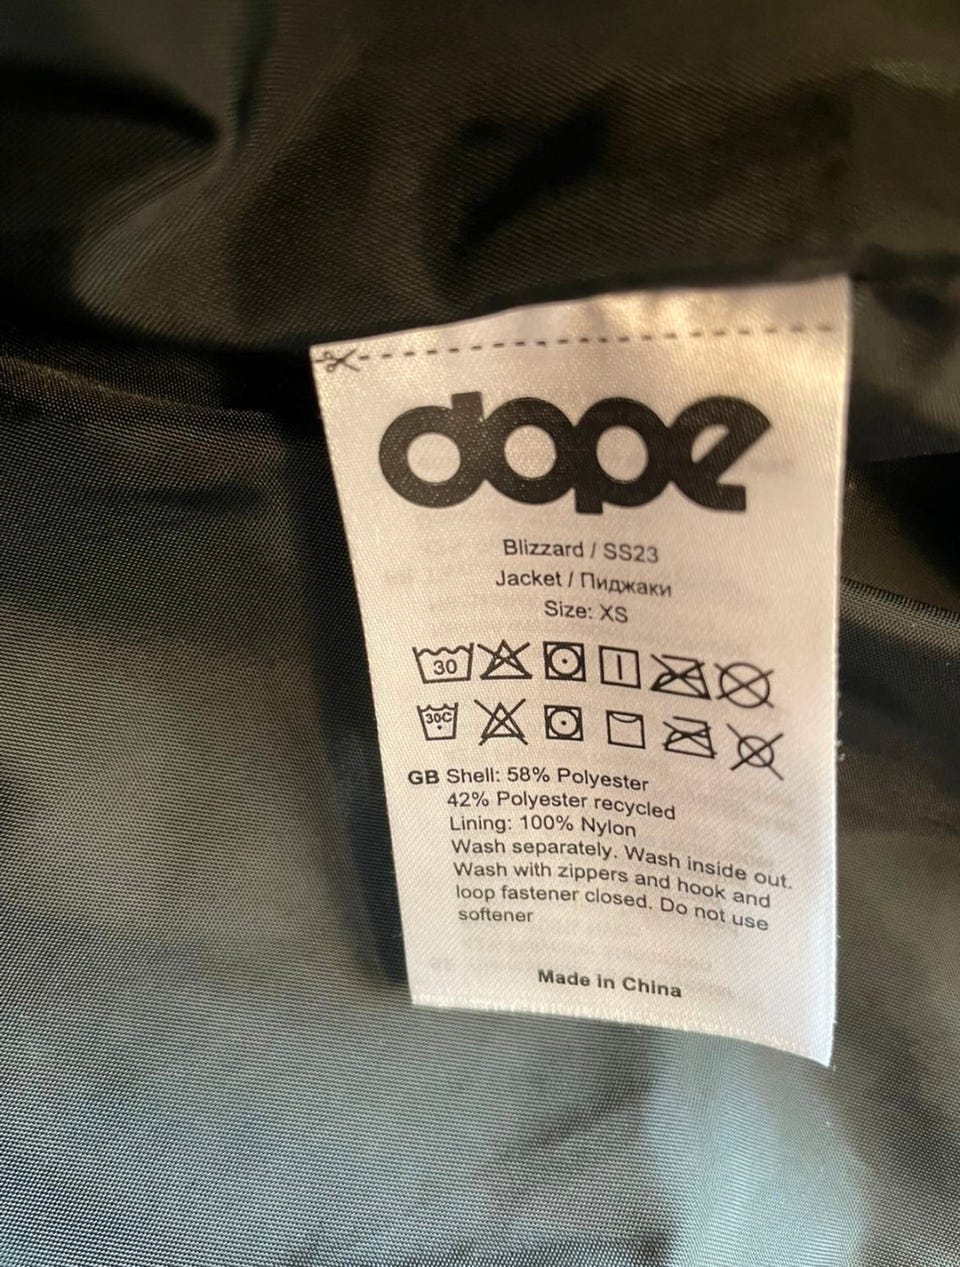 dope
Blizzard / SS23
Jacket / Пиджаки
Size: XS
30
30C
GB Shell: 58% Polyester
42% Polyester recycled
Lining: 100% Nylon
Wash separately. Wash inside out.
Wash with zippers and hook and
loop fastener closed. Do not use
softener
Made in China